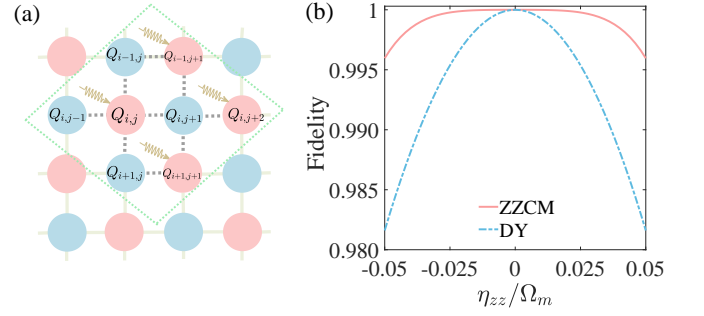 (a)
Q_{i-1,j}
Q_{i-1,j+1}
Q_{i,j-1}
Q_{i,j}
Q_{i,j+1}
Q_{i,j+2}
Q_{i+1,j}
Q_{i+1,j+1}
(b)
Fidelity
1
0.995
0.990
0.985
0.980
ZZCM
DY
-0.05
-0.025
0
0.025
0.05
η_{zz}/Ω_m